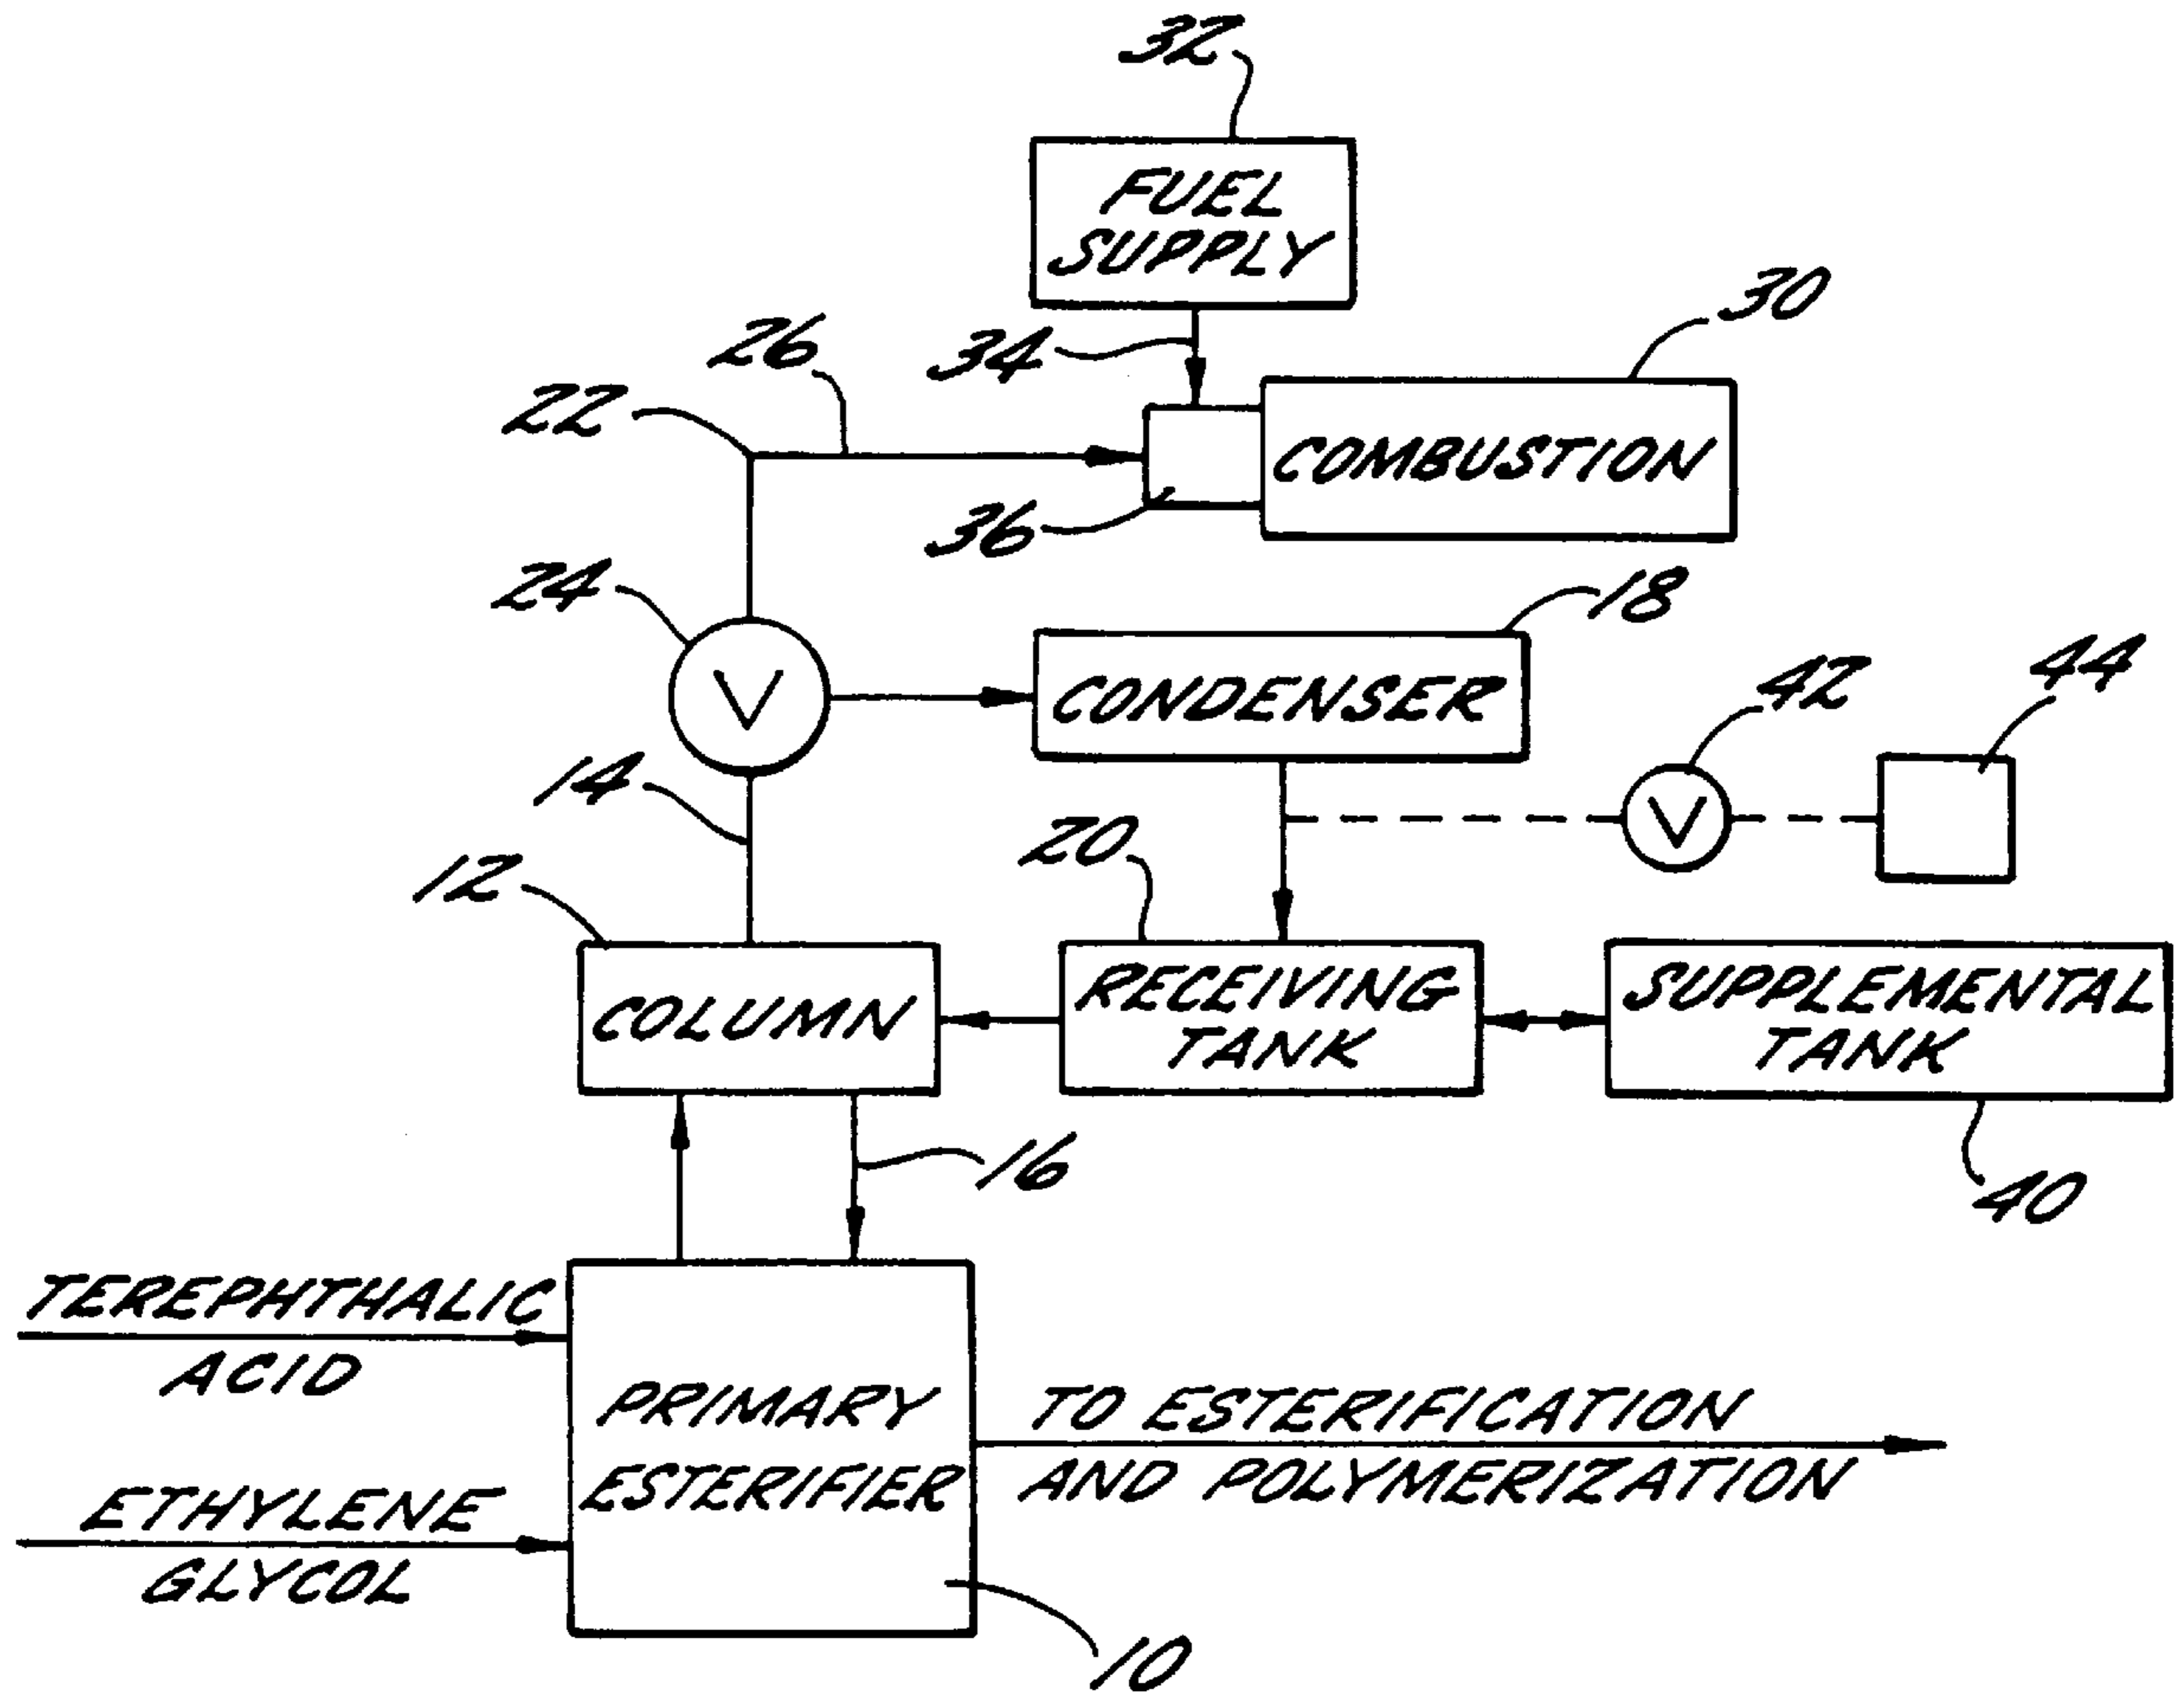 32
FUEL
SUPPLY
30
26
34
22
COMBUSTION
36
24
18
V
CONDENSER
42
44
14
V
20
12
COLUMN
RECEIVING
TANK
SUPPLEMENTAL
TANK
16
40
TEREPHTHALIC
ACID
PRIMARY
ESTERIFIER
TO ESTERIFICATION
AND POLYMERIZATION
ETHYLENE
GLYCOL
10